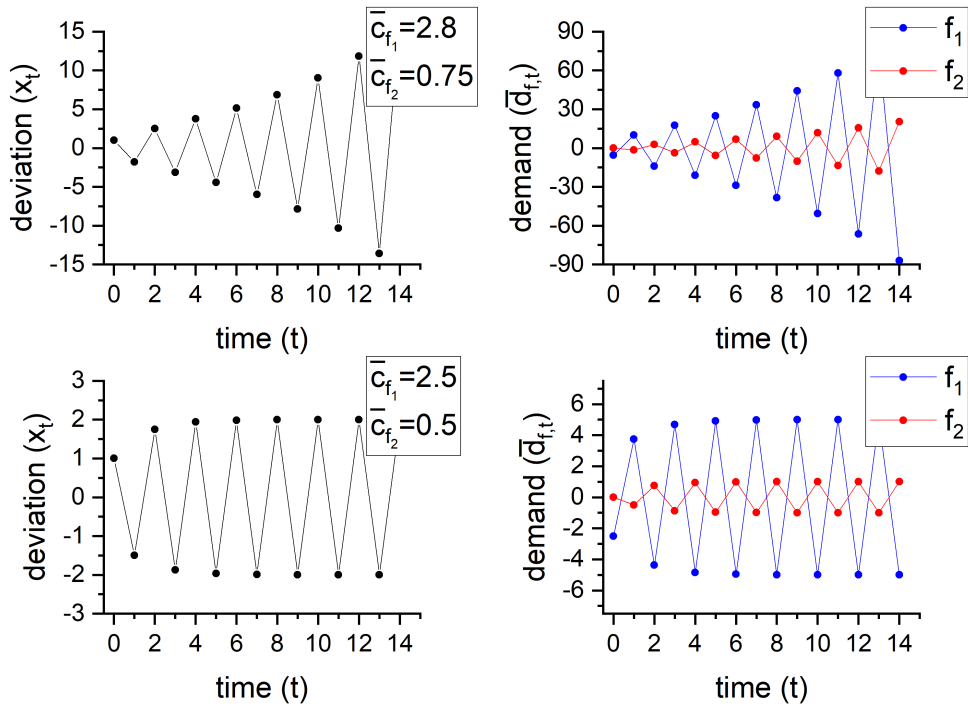 15
10
5
0
-5
-10
-15
deviation (xₜ)
0 2 4 6 8 10 12 14
time (t)
c̅f₁=2.8
c̅f₂=0.75
90
60
30
0
-30
-60
-90
demand (d̅f,t)
0 2 4 6 8 10 12 14
time (t)
f₁
f₂
3
2
1
0
-1
-2
-3
deviation (xₜ)
0 2 4 6 8 10 12 14
time (t)
c̅f₁=2.5
c̅f₂=0.5
6
4
2
0
-2
-4
-6
demand (d̅f,t)
0 2 4 6 8 10 12 14
time (t)
f₁
f₂